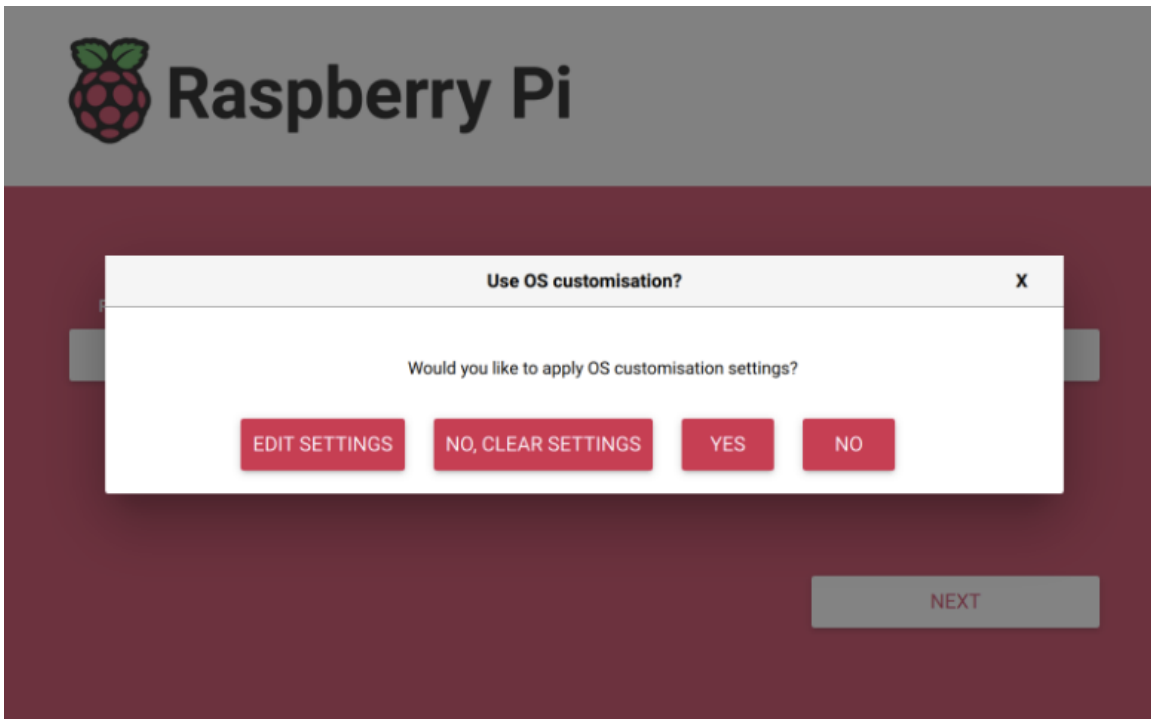 Raspberry Pi
Use OS customisation? X
Would you like to apply OS customisation settings?
EDIT SETTINGS NO, CLEAR SETTINGS YES NO
NEXT